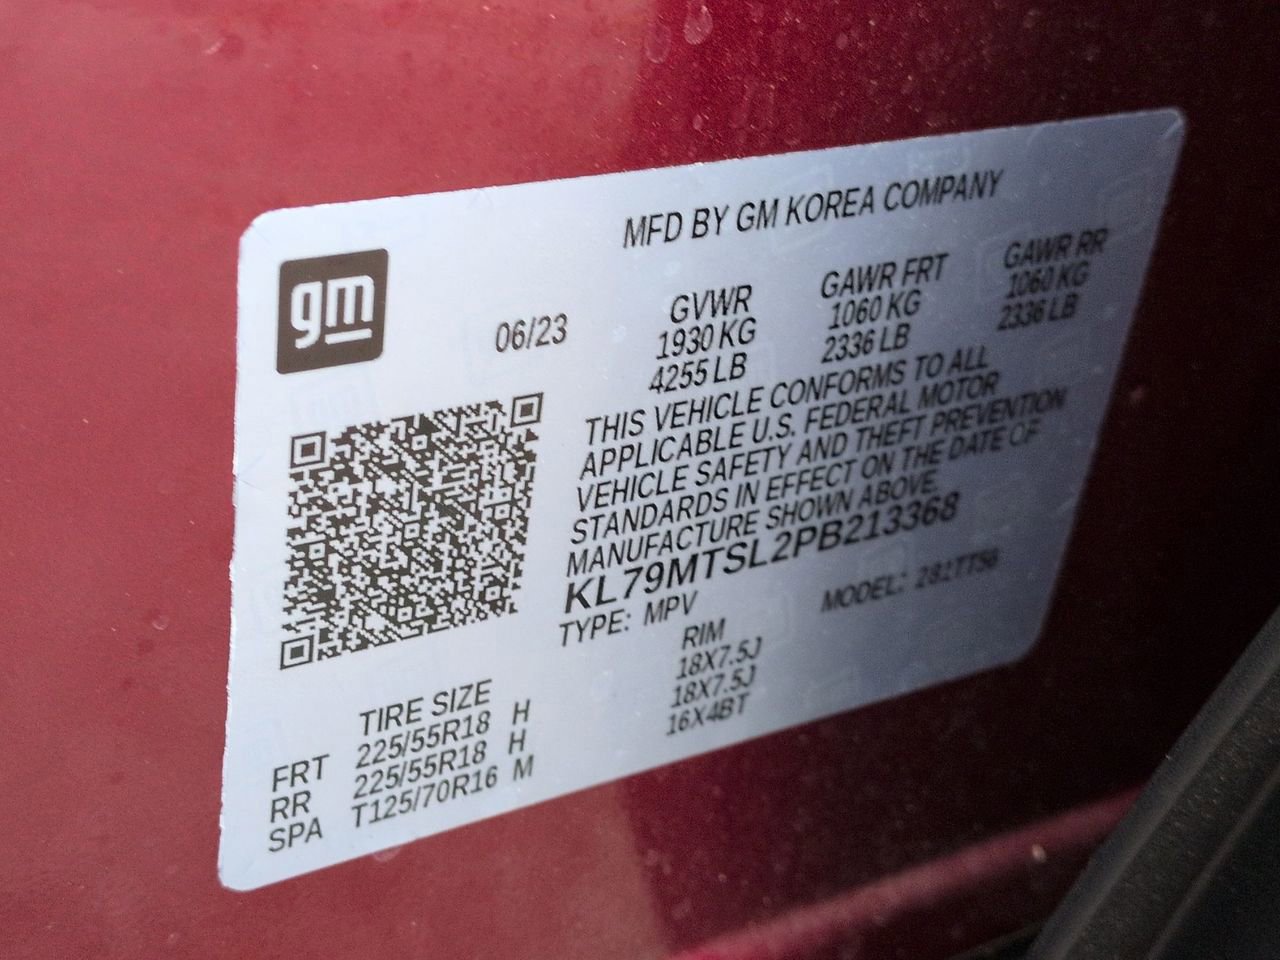 gm
MFD BY GM KOREA COMPANY
06/23
GVWR GAWR FRT GAWR RR
1930 KG 1060 KG 1060 KG
4255 LB 2336 LB 2336 LB
THIS VEHICLE CONFORMS TO ALL
APPLICABLE U.S. FEDERAL MOTOR
VEHICLE SAFETY AND THEFT PREVENTION
STANDARDS IN EFFECT ON THE DATE OF
MANUFACTURE SHOWN ABOVE.
KL79MTSL2PB213368
TYPE: MPV MODEL:
TIRE SIZE RIM
FRT 225/55R18 H 18X7.5J
RR 225/55R18 H 18X7.5J
SPA T125/70R16 M 16X4BT